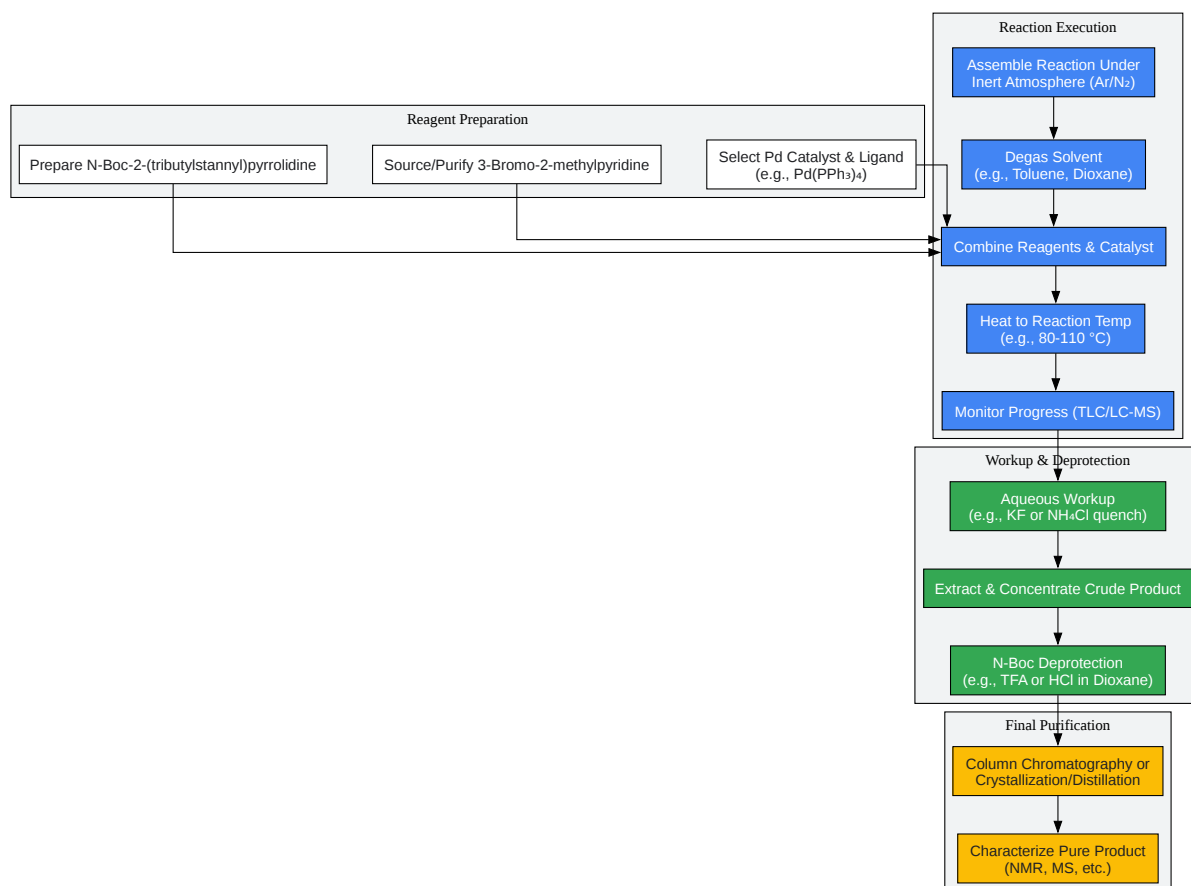 Reaction Execution
Assemble Reaction Under
Inert Atmosphere (Ar/N₂)
Reagent Preparation
Prepare N-Boc-2-(tributylstannyl)pyrrolidine
Source/Purify 3-Bromo-2-methylpyridine
Select Pd Catalyst & Ligand
(e.g., Pd(PPh₃)₄)
Degas Solvent
(e.g., Toluene, Dioxane)
Combine Reagents & Catalyst
Heat to Reaction Temp
(e.g., 80-110 °C)
Monitor Progress (TLC/LC-MS)
Workup & Deprotection
Aqueous Workup
(e.g., KF or NH₄Cl quench)
Extract & Concentrate Crude Product
N-Boc Deprotection
(e.g., TFA or HCl in Dioxane)
Final Purification
Column Chromatography or
Crystallization/Distillation
Characterize Pure Product
(NMR, MS, etc.)